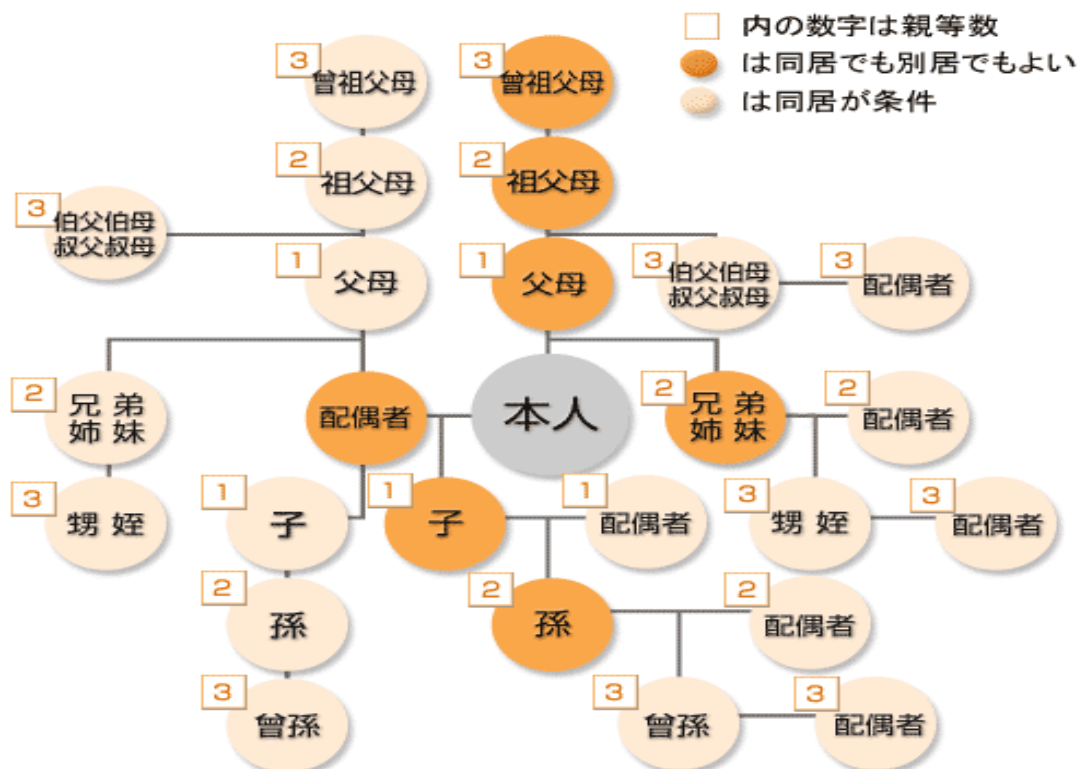 内の数字は親等数
は同居でも別居でもよい
は同居が条件
3
曾祖父母
3
曾祖父母
2
祖父母
2
祖父母
3
伯父伯母
叔父叔母
1
父母
1
父母
3
伯父伯母
叔父叔母
3
配偶者
2
兄弟
姉妹
配偶者
本人
2
兄弟
姉妹
2
配偶者
3
甥姪
1
子
1
子
1
配偶者
3
甥姪
3
配偶者
2
孫
2
孫
2
配偶者
3
曾孫
3
曾孫
3
配偶者